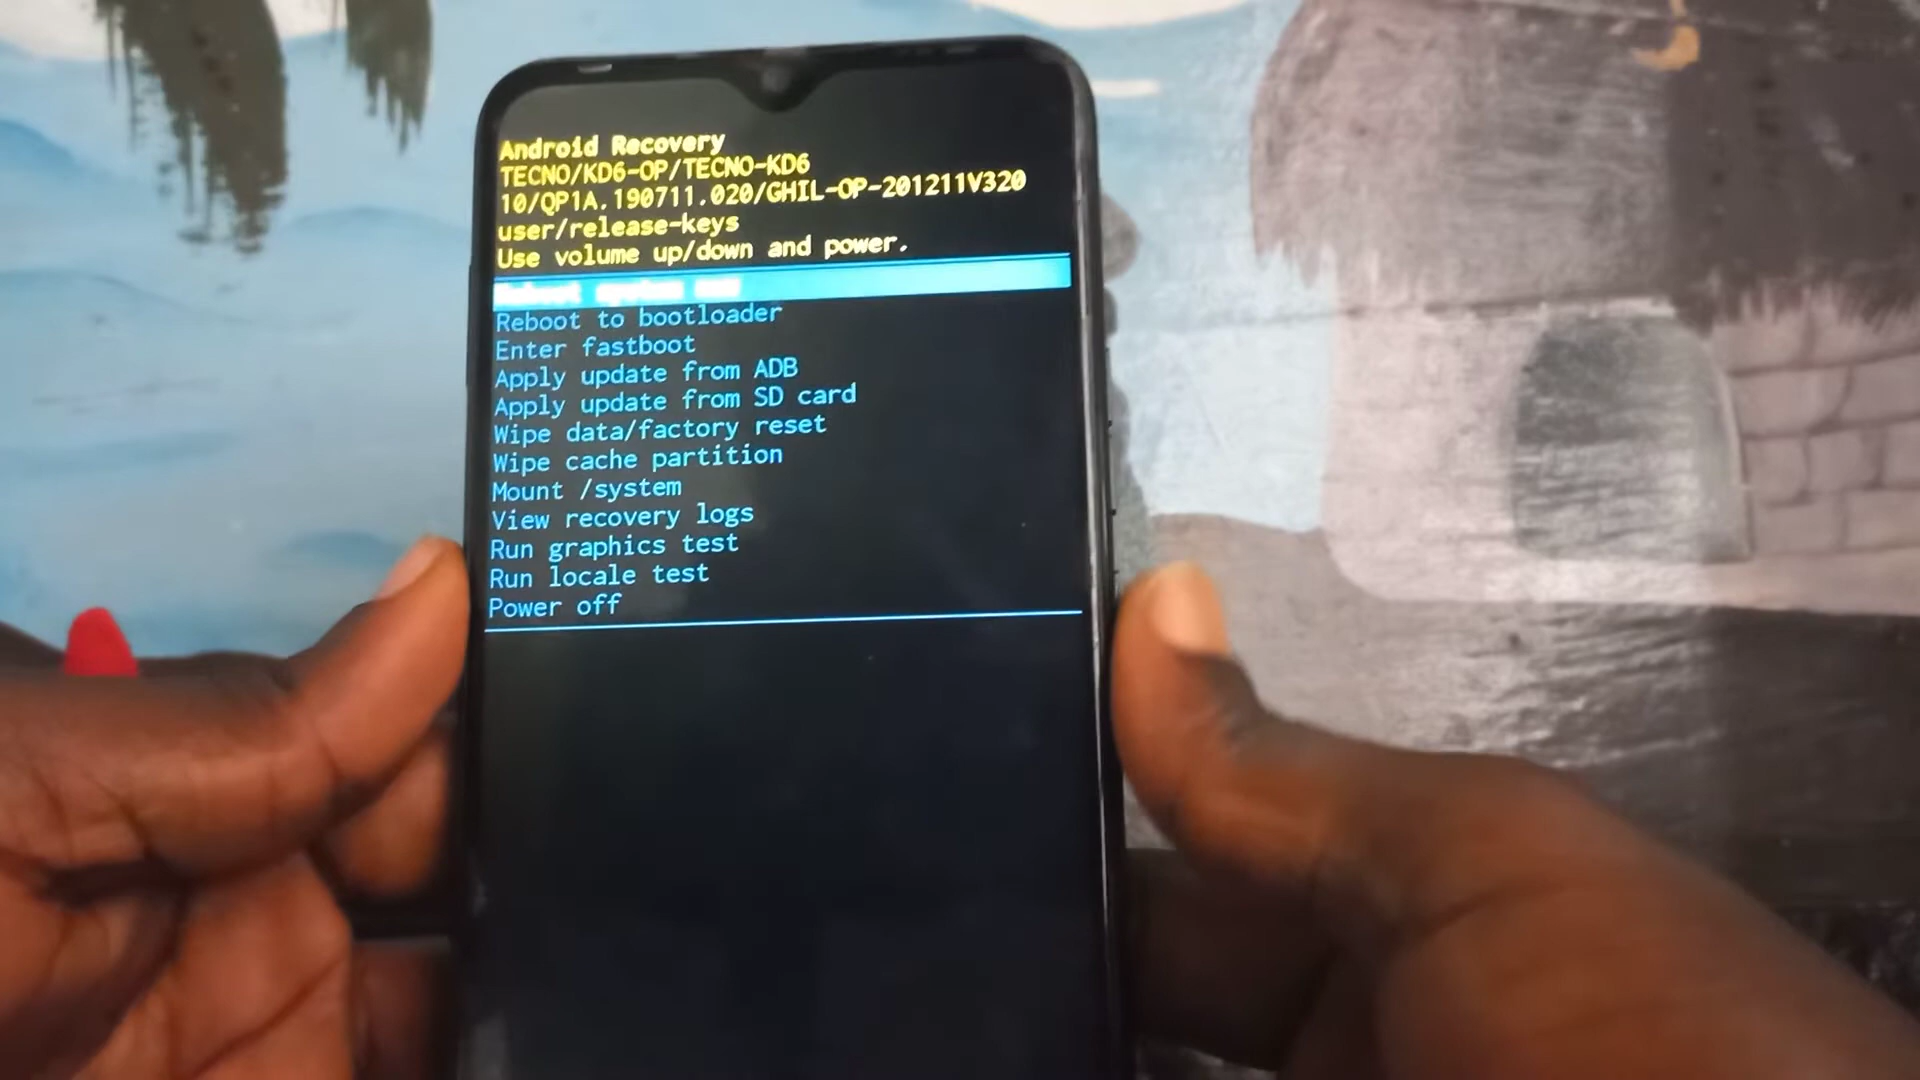 Android Recovery
TECNO/KD6-OP/TECNO-KD6
10/QP1A.190711.020/GHIL-OP-201211V320
user/release-keys
Use volume up/down and power.
Reboot system now
Reboot to bootloader
Enter fastboot
Apply update from ADB
Apply update from SD card
Wipe data/factory reset
Wipe cache partition
Mount /system
View recovery logs
Run graphics test
Run locale test
Power off